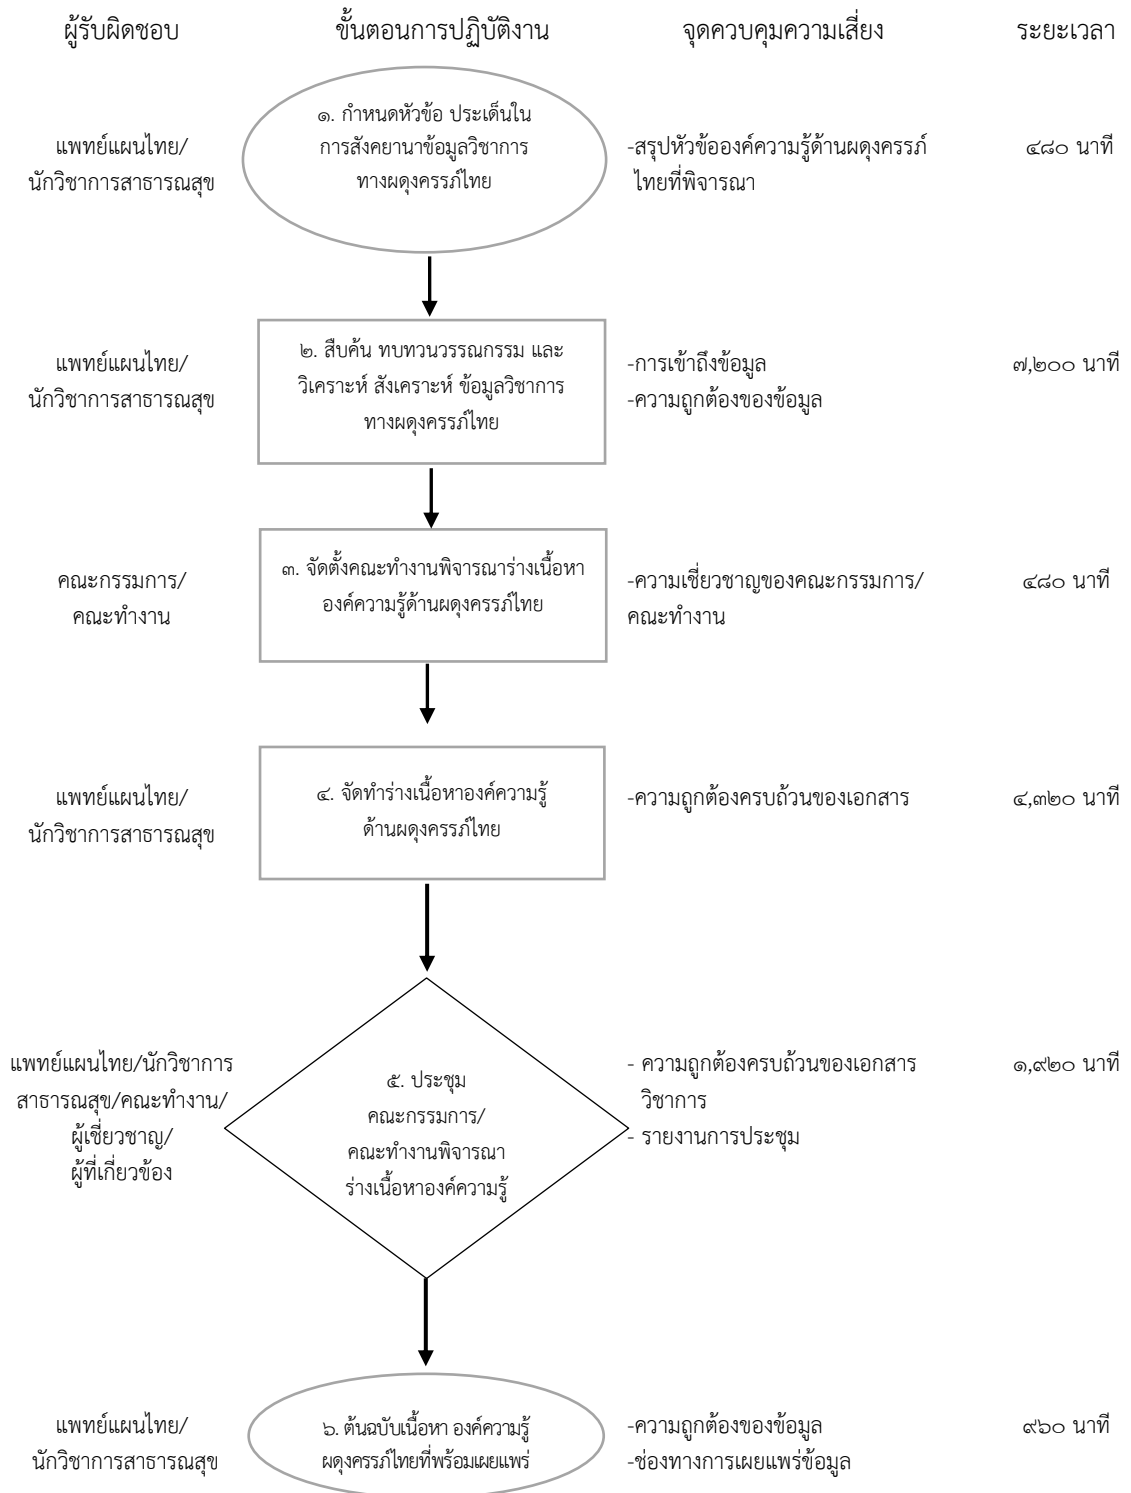 ผู้รับผิดชอบ ขั้นตอนการปฏิบัติงาน จุดควบคุมความเสี่ยง ระยะเวลา
๑. กำหนดหัวข้อ ประเด็นใน
แพทย์แผนไทย/ การสังคยานาข้อมูลวิชาการ -สรุปหัวข้อองค์ความรู้ด้านผดุงครรภ์ ๔๘๐ นาที
นักวิชาการสาธารณสุข ทางผดุงครรภ์ไทย ไทยที่พิจารณา
๒. สืบค้น ทบทวนวรรณกรรม และ
แพทย์แผนไทย/ วิเคราะห์ สังเคราะห์ ข้อมูลวิชาการ -การเข้าถึงข้อมูล ๗,๒๐๐ นาที
นักวิชาการสาธารณสุข ทางผดุงครรภ์ไทย -ความถูกต้องของข้อมูล
๓. จัดตั้งคณะทำงานพิจารณาร่างเนื้อหา
คณะกรรมการ/ องค์ความรู้ด้านผดุงครรภ์ไทย -ความเชี่ยวชาญของคณะกรรมการ/ ๔๘๐ นาที
คณะทำงาน คณะทำงาน
แพทย์แผนไทย/ ๔. จัดทำร่างเนื้อหาองค์ความรู้ -ความถูกต้องครบถ้วนของเอกสาร ๔,๓๒๐ นาที
นักวิชาการสาธารณสุข ด้านผดุงครรภ์ไทย
แพทย์แผนไทย/นักวิชาการ ๕. ประชุม - ความถูกต้องครบถ้วนของเอกสาร ๑,๙๒๐ นาที
สาธารณสุข/คณะทำงาน/ คณะกรรมการ/ วิชาการ
ผู้เชี่ยวชาญ/ คณะทำงานพิจารณา - รายงานการประชุม
ผู้ที่เกี่ยวข้อง ร่างเนื้อหาองค์ความรู้
แพทย์แผนไทย/ ๖. ต้นฉบับเนื้อหา องค์ความรู้ -ความถูกต้องของข้อมูล ๙๖๐ นาที
นักวิชาการสาธารณสุข ผดุงครรภ์ไทยที่พร้อมเผยแพร่ -ช่องทางการเผยแพร่ข้อมูล